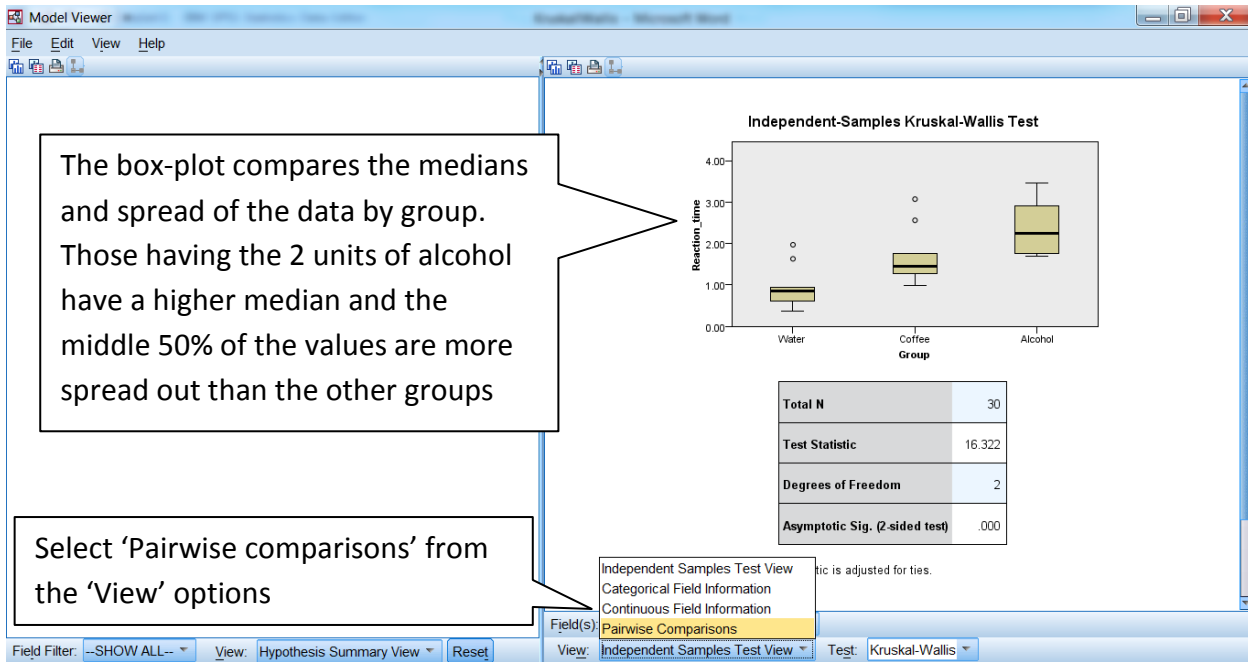 Model Viewer
KruskalWallis - Microsoft Word
File Edit View Help
The box-plot compares the medians
and spread of the data by group.
Those having the 2 units of alcohol
have a higher median and the
middle 50% of the values are more
spread out than the other groups
Select ‘Pairwise comparisons’ from
the ‘View’ options
Field Filter: --SHOW ALL-- View: Hypothesis Summary View Reset
Independent-Samples Kruskal-Wallis Test
Reaction_time
4.00
3.00
2.00
1.00
0.00
Water Coffee Alcohol
Group
Total N 30
Test Statistic 16.322
Degrees of Freedom 2
Asymptotic Sig. (2-sided test) .000
tic is adjusted for ties.
Independent Samples Test View
Categorical Field Information
Continuous Field Information
Pairwise Comparisons
Field(s):
View: Independent Samples Test View Test: Kruskal-Wallis